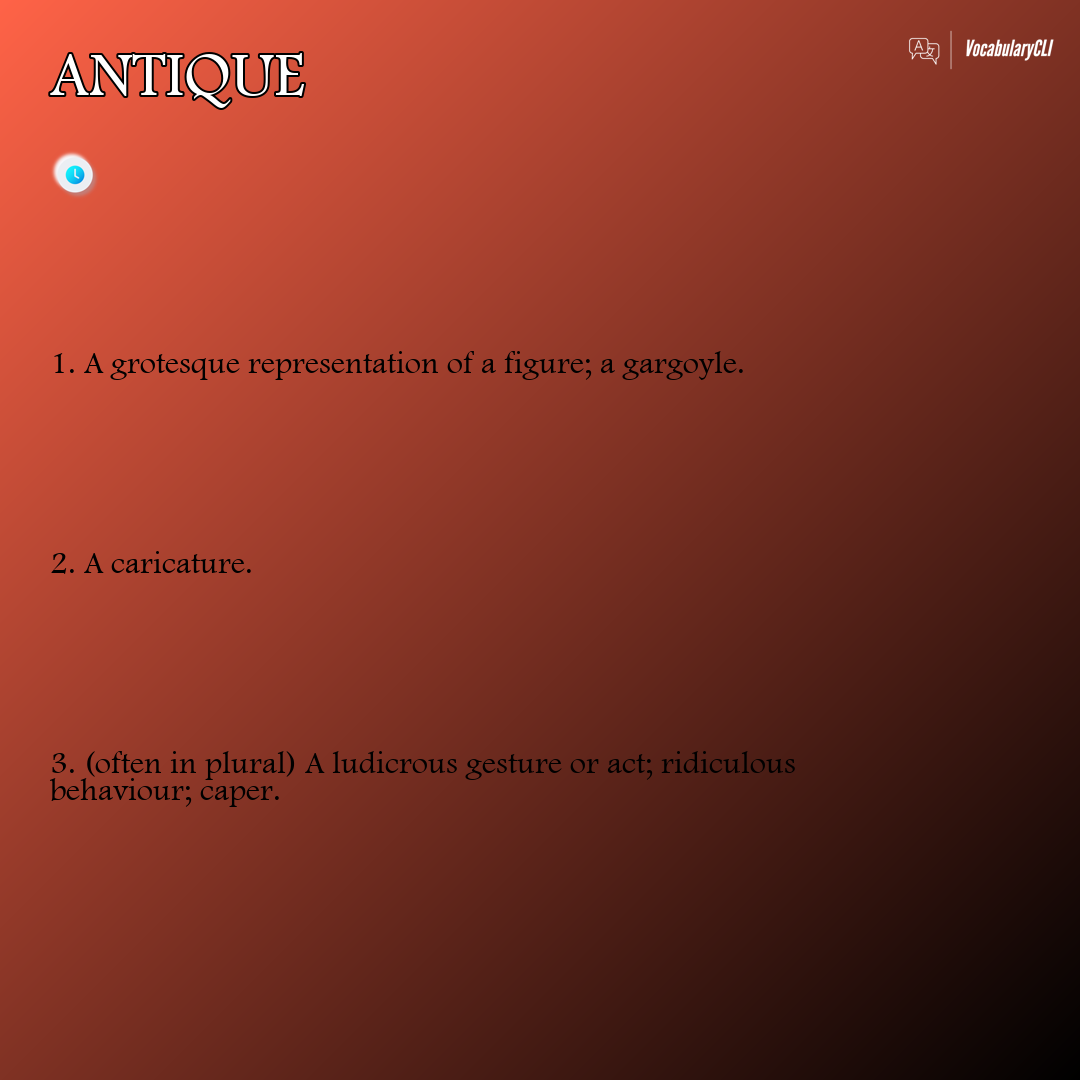 ANTIQUE
VocabularyCLI
1. A grotesque representation of a figure; a gargoyle.
2. A caricature.
3. (often in plural) A ludicrous gesture or act; ridiculous
behaviour; caper.